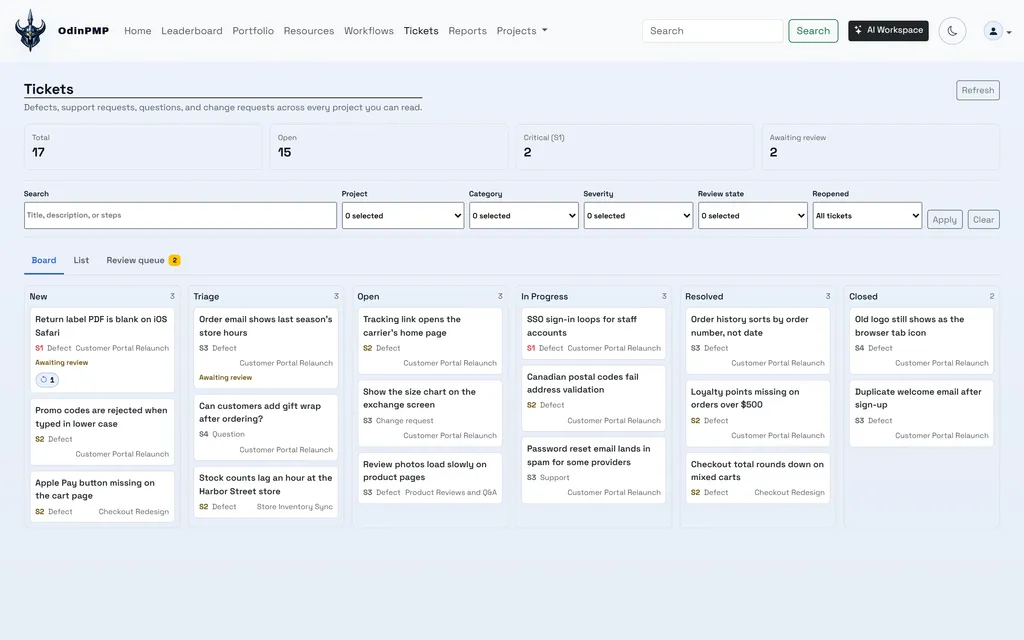 OdinPMP
Home Leaderboard Portfolio Resources Workflows Tickets Reports Projects
Search
Search
AI Workspace
Tickets
Refresh
Defects, support requests, questions, and change requests across every project you can read.
Total
17
Open
15
Critical (S1)
2
Awaiting review
2
Search
Title, description, or steps
Project
0 selected
Category
0 selected
Severity
0 selected
Review state
0 selected
Reopened
All tickets
Apply
Clear
Board
List
Review queue 2
New 3
Return label PDF is blank on iOS
Safari
S1 Defect Customer Portal Relaunch
Awaiting review
1
Promo codes are rejected when
typed in lower case
S2 Defect
Customer Portal Relaunch
Apple Pay button missing on
the cart page
S2 Defect Checkout Redesign
Triage 3
Order email shows last season's
store hours
S3 Defect
Customer Portal Relaunch
Awaiting review
Can customers add gift wrap
after ordering?
S4 Question
Customer Portal Relaunch
Stock counts lag an hour at the
Harbor Street store
S2 Defect Store Inventory Sync
Open 3
Tracking link opens the
carrier's home page
S2 Defect
Customer Portal Relaunch
Show the size chart on the
exchange screen
S3 Change request
Customer Portal Relaunch
Review photos load slowly on
product pages
S3 Defect Product Reviews and Q&A
In Progress 3
SSO sign-in loops for staff
accounts
S1 Defect Customer Portal Relaunch
Canadian postal codes fail
address validation
S2 Defect
Customer Portal Relaunch
Password reset email lands in
spam for some providers
S3 Support
Customer Portal Relaunch
Resolved 3
Order history sorts by order
number, not date
S3 Defect
Customer Portal Relaunch
Loyalty points missing on
orders over $500
S2 Defect
Customer Portal Relaunch
Checkout total rounds down on
mixed carts
S2 Defect Checkout Redesign
Closed 2
Old logo still shows as the
browser tab icon
S4 Defect
Customer Portal Relaunch
Duplicate welcome email after
sign-up
S3 Defect
Customer Portal Relaunch